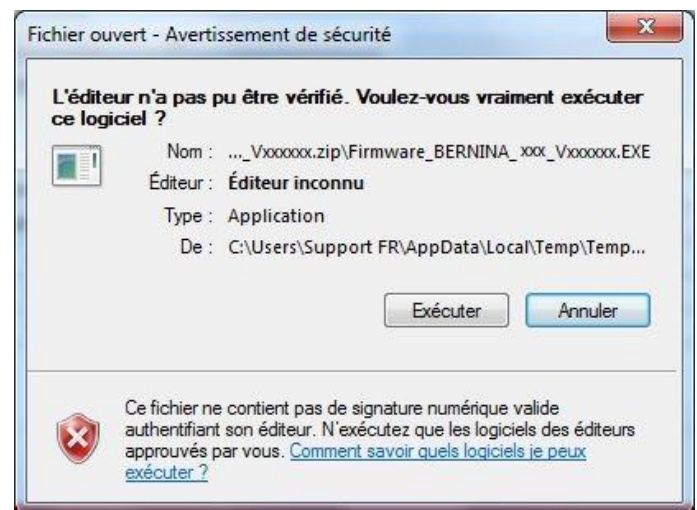 Fichier ouvert - Avertissement de sécurité
L'éditeur n'a pas pu être vérifié. Voulez-vous vraiment exécuter
ce logiciel ?
Nom : ..._Vxxxxxx.zip\Firmware_BERNINA_ xxx_Vxxxxxx.EXE
Éditeur : Éditeur inconnu
Type : Application
De : C:\Users\Support FR\AppData\Local\Temp\Temp...
Exécuter Annuler
Ce fichier ne contient pas de signature numérique valide
authentifiant son éditeur. N'exécutez que les logiciels des éditeurs
approuvés par vous. Comment savoir quels logiciels je peux
exécuter ?